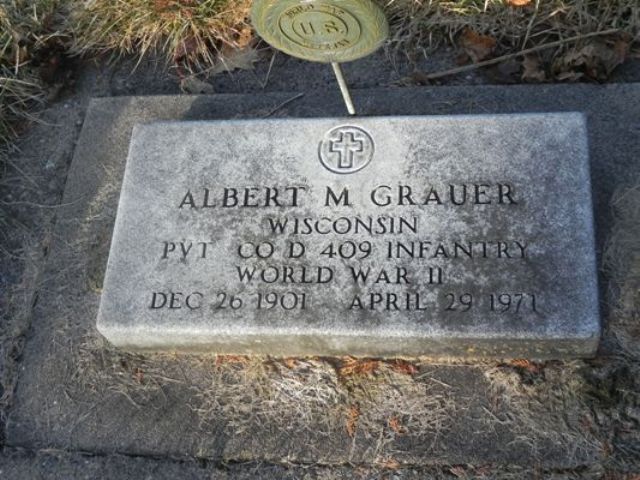 U.S.
ALBERT M GRAUER
WISCONSIN
PVT CO D 409 INFANTRY
WORLD WAR II
DEC 26 1901 APRIL 29 1971